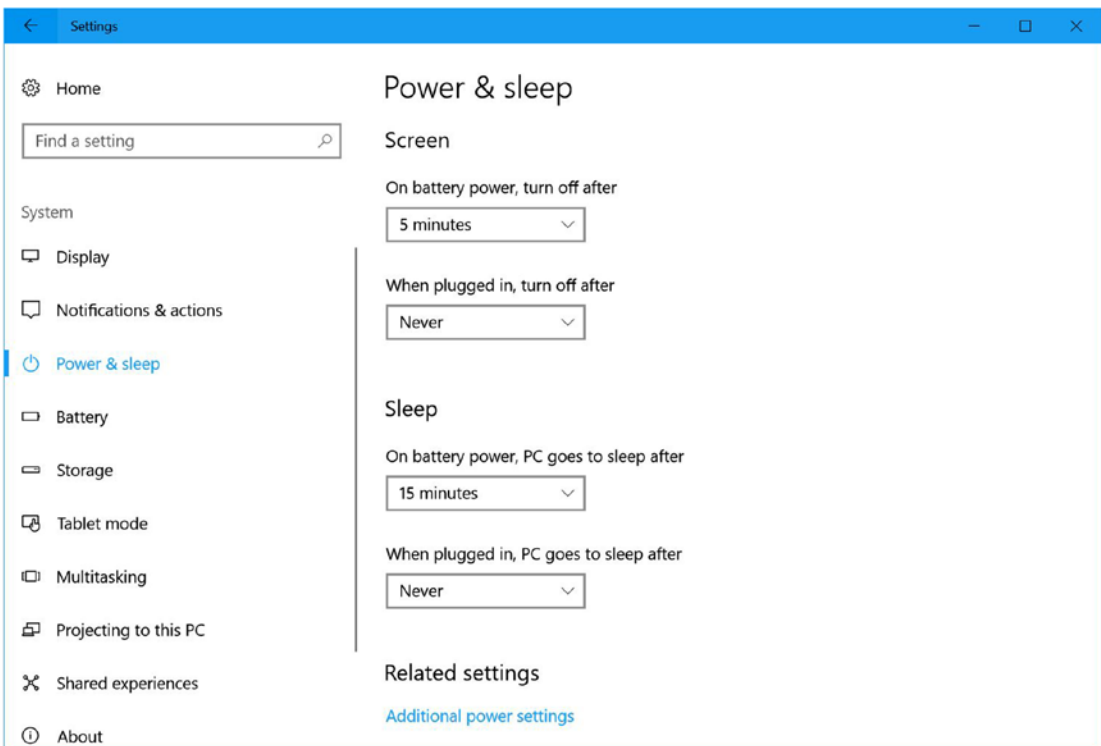 Settings
Home
Find a setting
System
Display
Notifications & actions
Power & sleep
Battery
Storage
Tablet mode
Multitasking
Projecting to this PC
Shared experiences
About
Power & sleep
Screen
On battery power, turn off after
5 minutes
When plugged in, turn off after
Never
Sleep
On battery power, PC goes to sleep after
15 minutes
When plugged in, PC goes to sleep after
Never
Related settings
Additional power settings